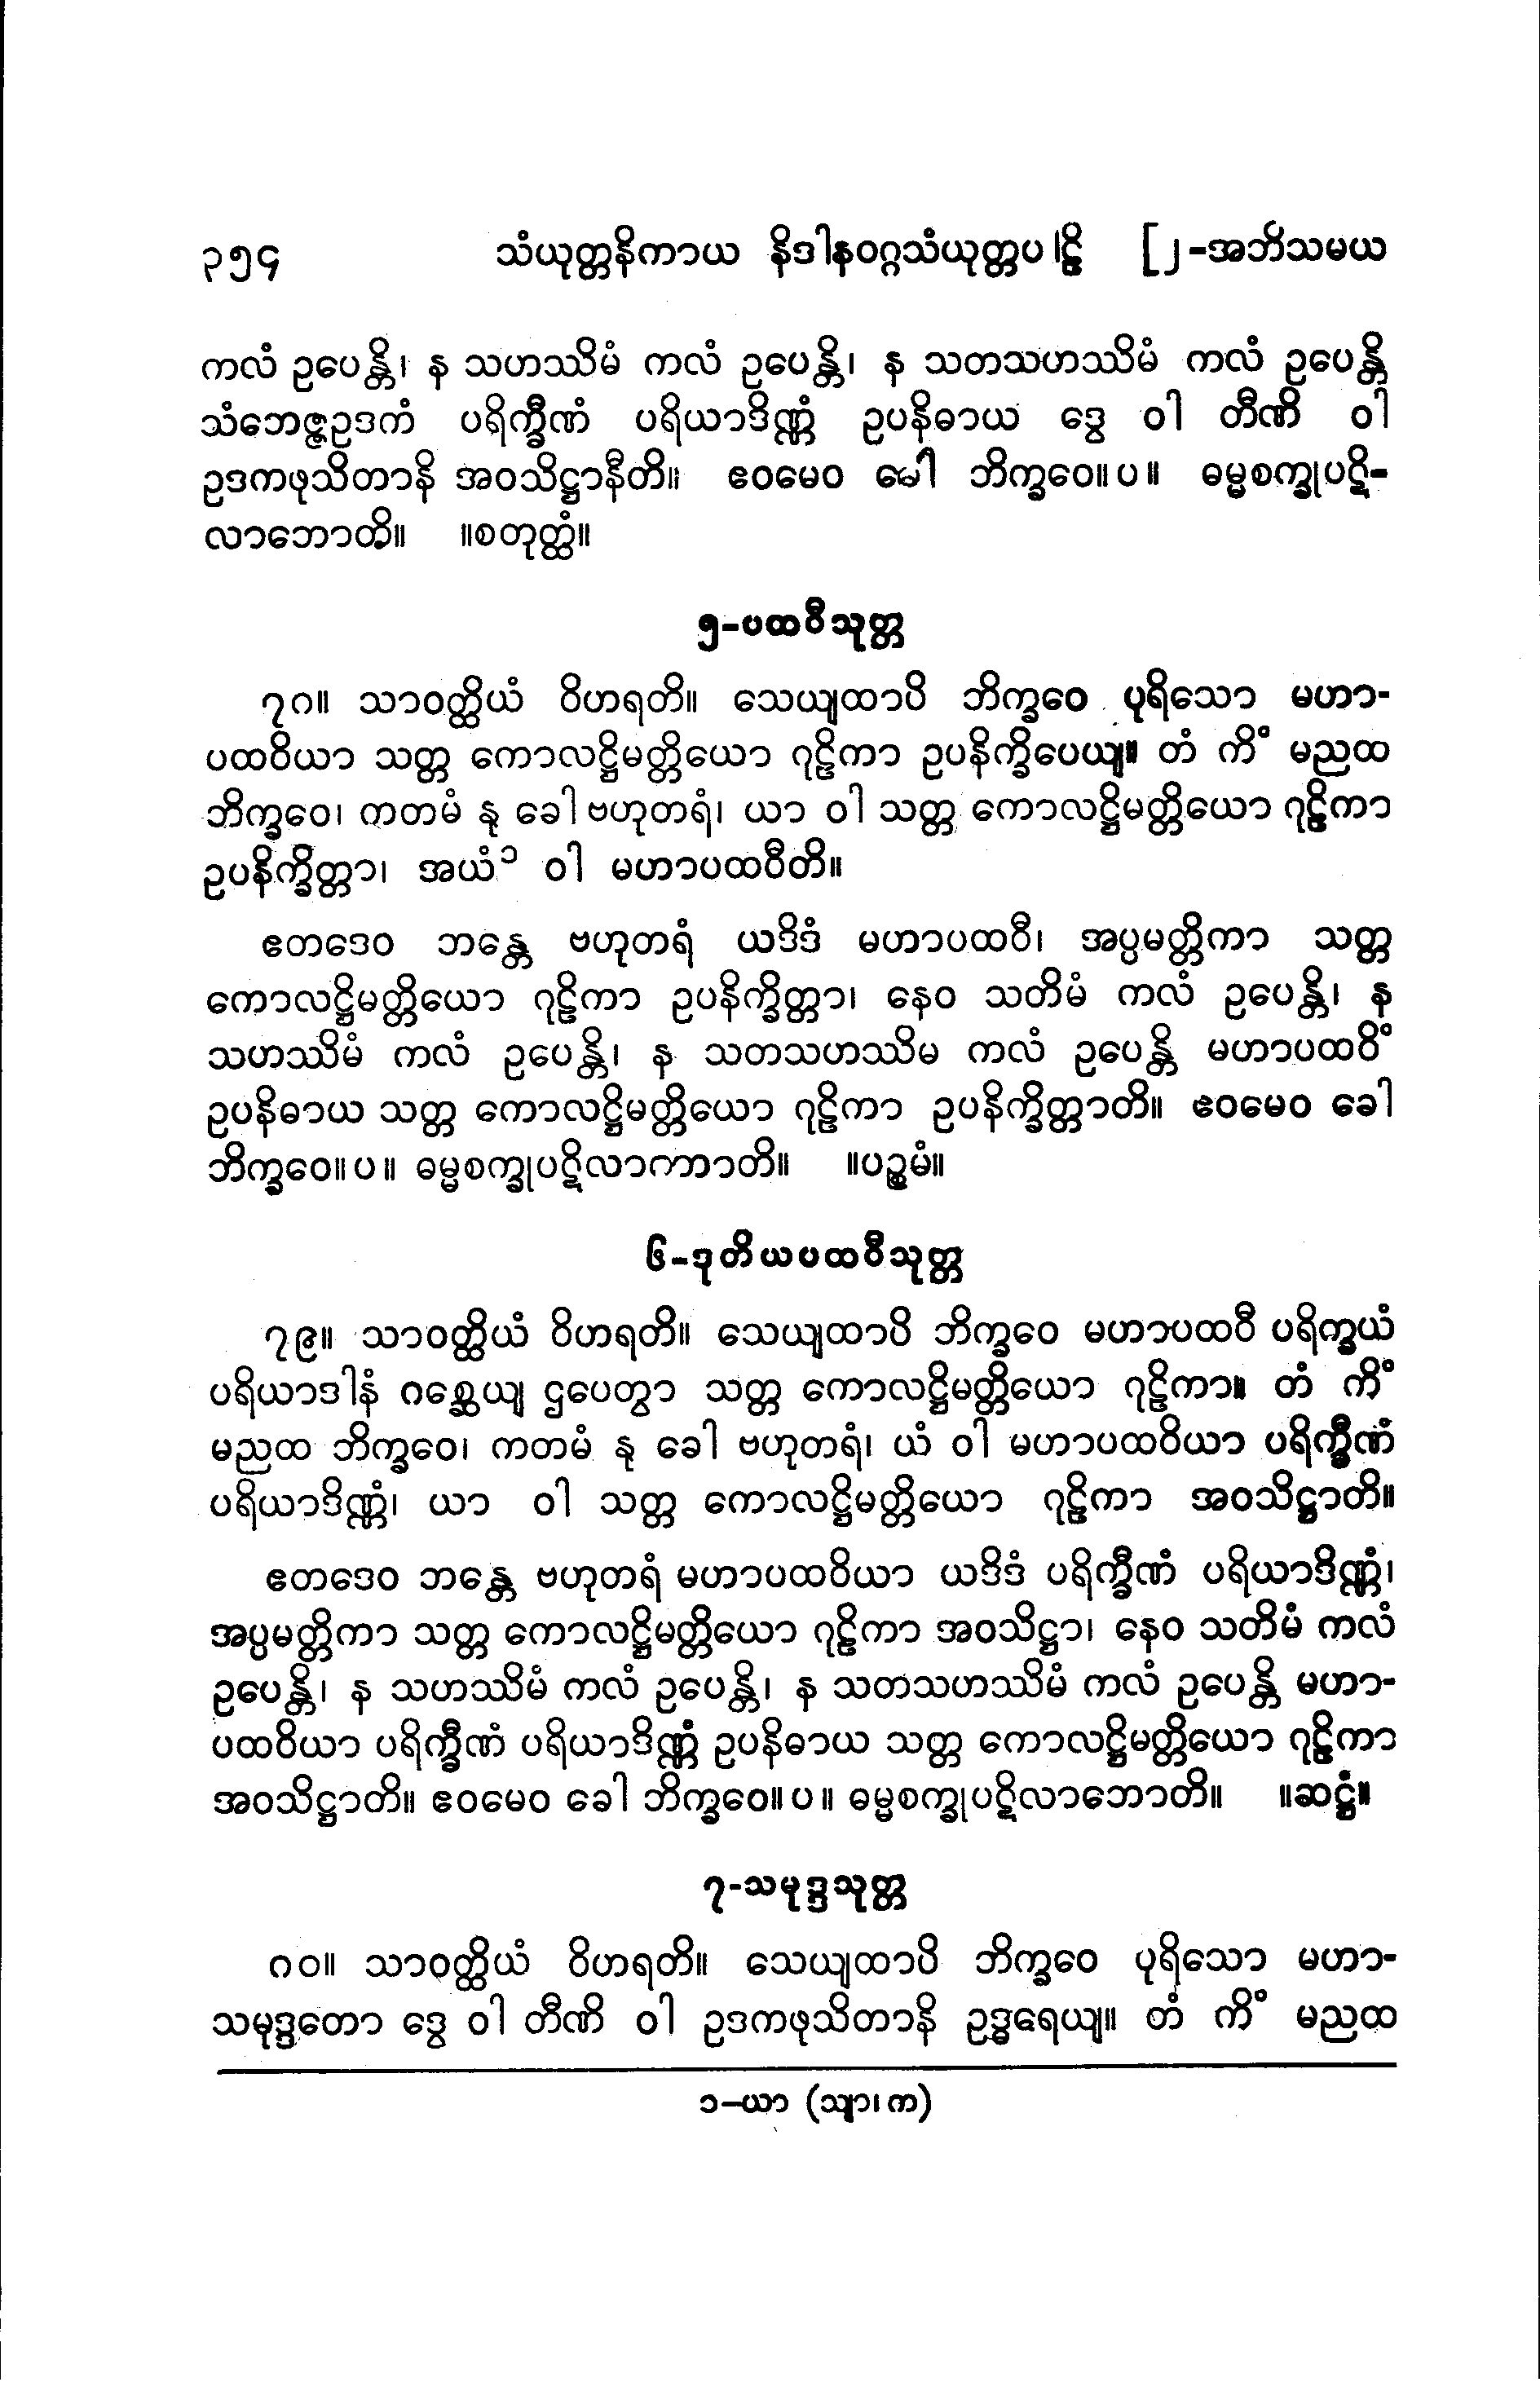 ၃၅၄ သံယုတ္တနိကာယ နိဒါနဝဂ္ဂသံယုတ္တပါဠိ [၂-အဘိသမယ
ကလံ ဥပေန္တိ၊ န သဟဿိမံ ကလံ ဥပေန္တိ၊ န သတသဟဿိမံ ကလံ ဥပေန္တိ
သံဘေဇ္ဇဥဒကံ ပရိက္ခီဏံ ပရိယာဒိဏ္ဏံ ဥပနိဓာယ ဒွေ ဝါ တီဏိ ဝါ
ဥဒကဖုသိတာနိ အဝသိဋ္ဌာနီတိ။ ဧဝမေဝ ခေါ ဘိက္ခဝေ။ပ။ ဓမ္မစက္ခုပဋိ-
လာဘောတိ။ ။စတုတ္ထံ။
၅-ပထဝီသုတ္တ
၇၈။ သာဝတ္ထိယံ ဝိဟရတိ။ သေယျထာပိ ဘိက္ခဝေ ပုရိသော မဟာ-
ပထဝိယာ သတ္တ ကောလဋ္ဌိမတ္တိယော ဂုဠိကာ ဥပနိက္ခိပေယျ။ တံ ကိံ မညထ
ဘိက္ခဝေ၊ ကတမံ နု ခေါ ဗဟုတရံ၊ ယာ ဝါ သတ္တ ကောလဋ္ဌိမတ္တိယော ဂုဠိကာ
ဥပနိက္ခိတ္တာ၊ အယံ၁ ဝါ မဟာပထဝီတိ။
ဧတဒေဝ ဘန္တေ ဗဟုတရံ ယဒိဒံ မဟာပထဝီ၊ အပ္ပမတ္တိကာ သတ္တ
ကောလဋ္ဌိမတ္တိယော ဂုဠိကာ ဥပနိက္ခိတ္တာ၊ နေဝ သတိမံ ကလံ ဥပေန္တိ၊ န
သဟဿိမံ ကလံ ဥပေန္တိ၊ န သတသဟဿိမ ကလံ ဥပေန္တိ မဟာပထဝိံ
ဥပနိဓာယ သတ္တ ကောလဋ္ဌိမတ္တိယော ဂုဠိကာ ဥပနိက္ခိတ္တာတိ။ ဧဝမေဝ ခေါ
ဘိက္ခဝေ။ပ။ ဓမ္မစက္ခုပဋိလာဘောတိ။ ။ပဉ္စမံ။
၆-ဒုတိယပထဝီသုတ္တ
၇၉။ သာဝတ္ထိယံ ဝိဟရတိ။ သေယျထာပိ ဘိက္ခဝေ မဟာပထဝီ ပရိက္ခယံ
ပရိယာဒါနံ ဂစ္ဆေယျ ဌပေတွာ သတ္တ ကောလဋ္ဌိမတ္တိယော ဂုဠိကာ။ တံ ကိံ
မညထ ဘိက္ခဝေ၊ ကတမံ နု ခေါ ဗဟုတရံ၊ ယံ ဝါ မဟာပထဝိယာ ပရိက္ခီဏံ
ပရိယာဒိဏ္ဏံ၊ ယာ ဝါ သတ္တ ကောလဋ္ဌိမတ္တိယော ဂုဠိကာ အဝသိဋ္ဌာတိ။
ဧတဒေဝ ဘန္တေ ဗဟုတရံ မဟာပထဝိယာ ယဒိဒံ ပရိက္ခီဏံ ပရိယာဒိဏ္ဏံ၊
အပ္ပမတ္တိကာ သတ္တ ကောလဋ္ဌိမတ္တိယော ဂုဠိကာ အဝသိဋ္ဌာ၊ နေဝ သတိမံ ကလံ
ဥပေန္တိ၊ န သဟဿိမံ ကလံ ဥပေန္တိ၊ န သတသဟဿိမံ ကလံ ဥပေန္တိ မဟာ-
ပထဝိယာ ပရိက္ခီဏံ ပရိယာဒိဏ္ဏံ ဥပနိဓာယ သတ္တ ကောလဋ္ဌိမတ္တိယော ဂုဠိကာ
အဝသိဋ္ဌာတိ။ ဧဝမေဝ ခေါ ဘိက္ခဝေ။ပ။ ဓမ္မစက္ခုပဋိလာဘောတိ။ ။ဆဋ္ဌံ။
၇-သမုဒ္ဒသုတ္တ
၈၀။ သာဝတ္ထိယံ ဝိဟရတိ။ သေယျထာပိ ဘိက္ခဝေ ပုရိသော မဟာ-
သမုဒ္ဒတော ဒွေ ဝါ တီဏိ ဝါ ဥဒကဖုသိတာနိ ဥဒ္ဓရေယျ။ တံ ကိံ မညထ
၁-ယာ (သျာ၊ က)